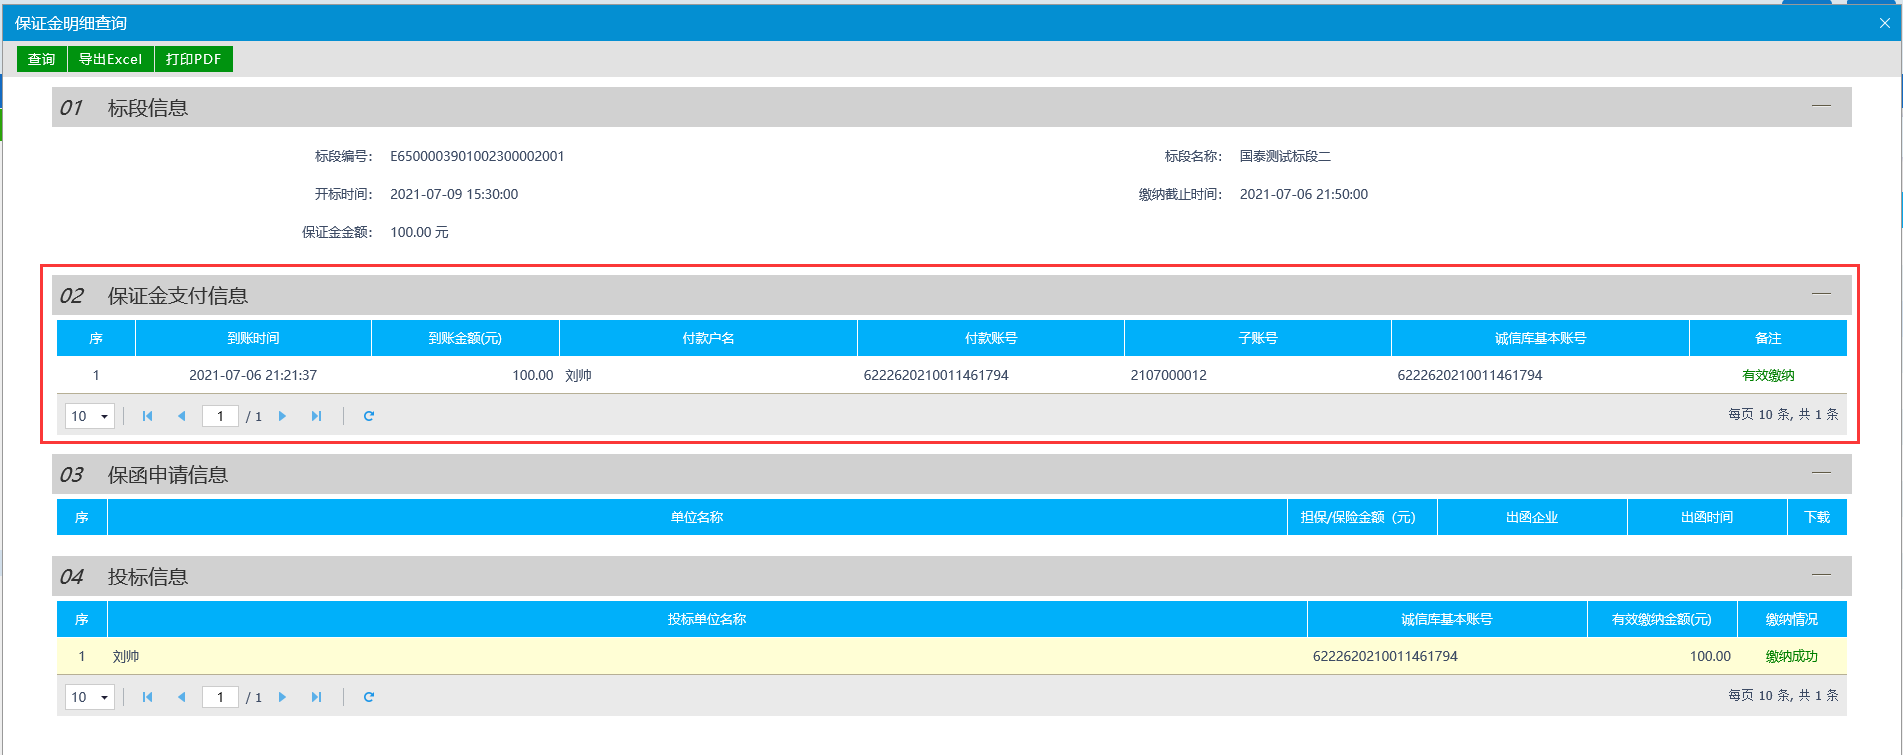 保证金明细查询
查询 导出Excel 打印PDF
01 标段信息
标段编号: E6500003901002300002001 标段名称: 国泰测试标段二
开标时间: 2021-07-09 15:30:00 缴纳截止时间: 2021-07-06 21:50:00
保证金金额: 100.00 元
02 保证金支付信息
序 到账时间 到账金额(元) 付款户名 付款账号 子账号 诚信库基本账号 备注
1 2021-07-06 21:21:37 100.00 刘帅 6222620210011461794 2107000012 6222620210011461794 有效缴纳
10 1 / 1 每页 10 条, 共 1 条
03 保函申请信息
序 单位名称 担保/保险金额（元） 出函企业 出函时间 下载
04 投标信息
序 投标单位名称 诚信库基本账号 有效缴纳金额(元) 缴纳情况
1 刘帅 6222620210011461794 100.00 缴纳成功
10 1 / 1 每页 10 条, 共 1 条